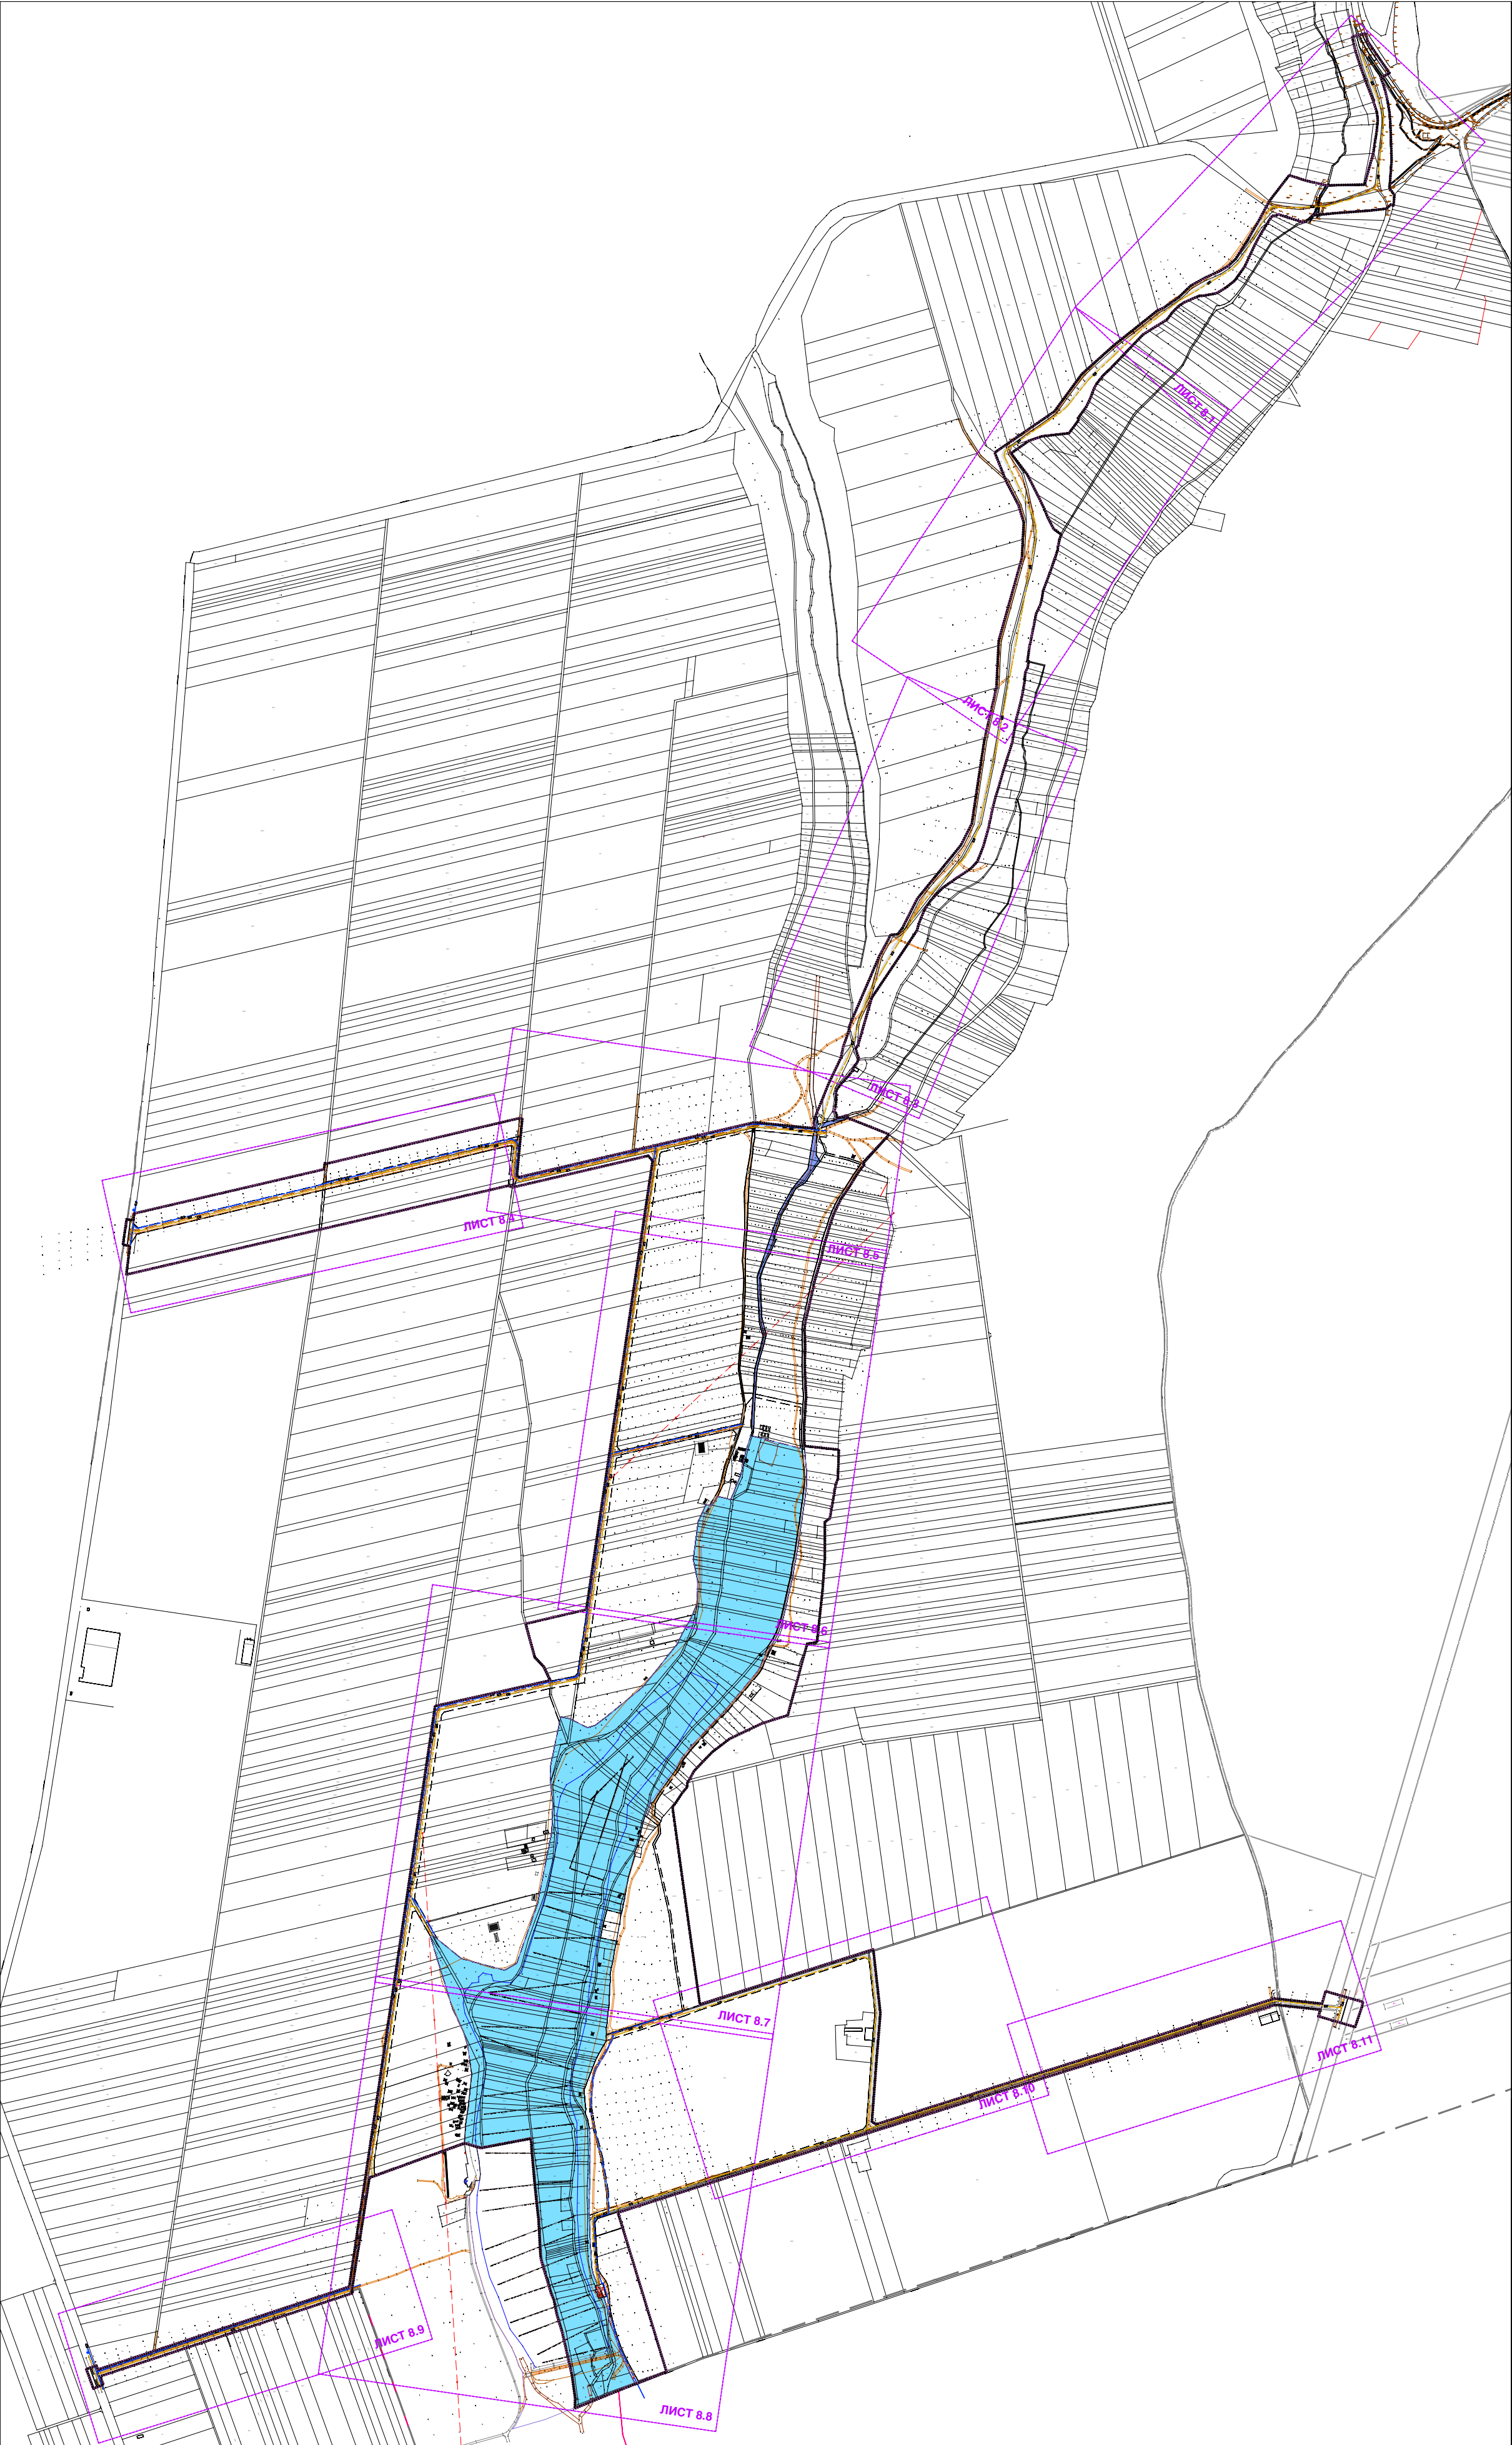 ЛИСТ 8.1
ЛИСТ 8.2
ЛИСТ 8.3
ЛИСТ 8.4
ЛИСТ 8.5
ЛИСТ 8.6
ЛИСТ 8.7
ЛИСТ 8.11
ЛИСТ 8.10
ЛИСТ 8.9
ЛИСТ 8.8